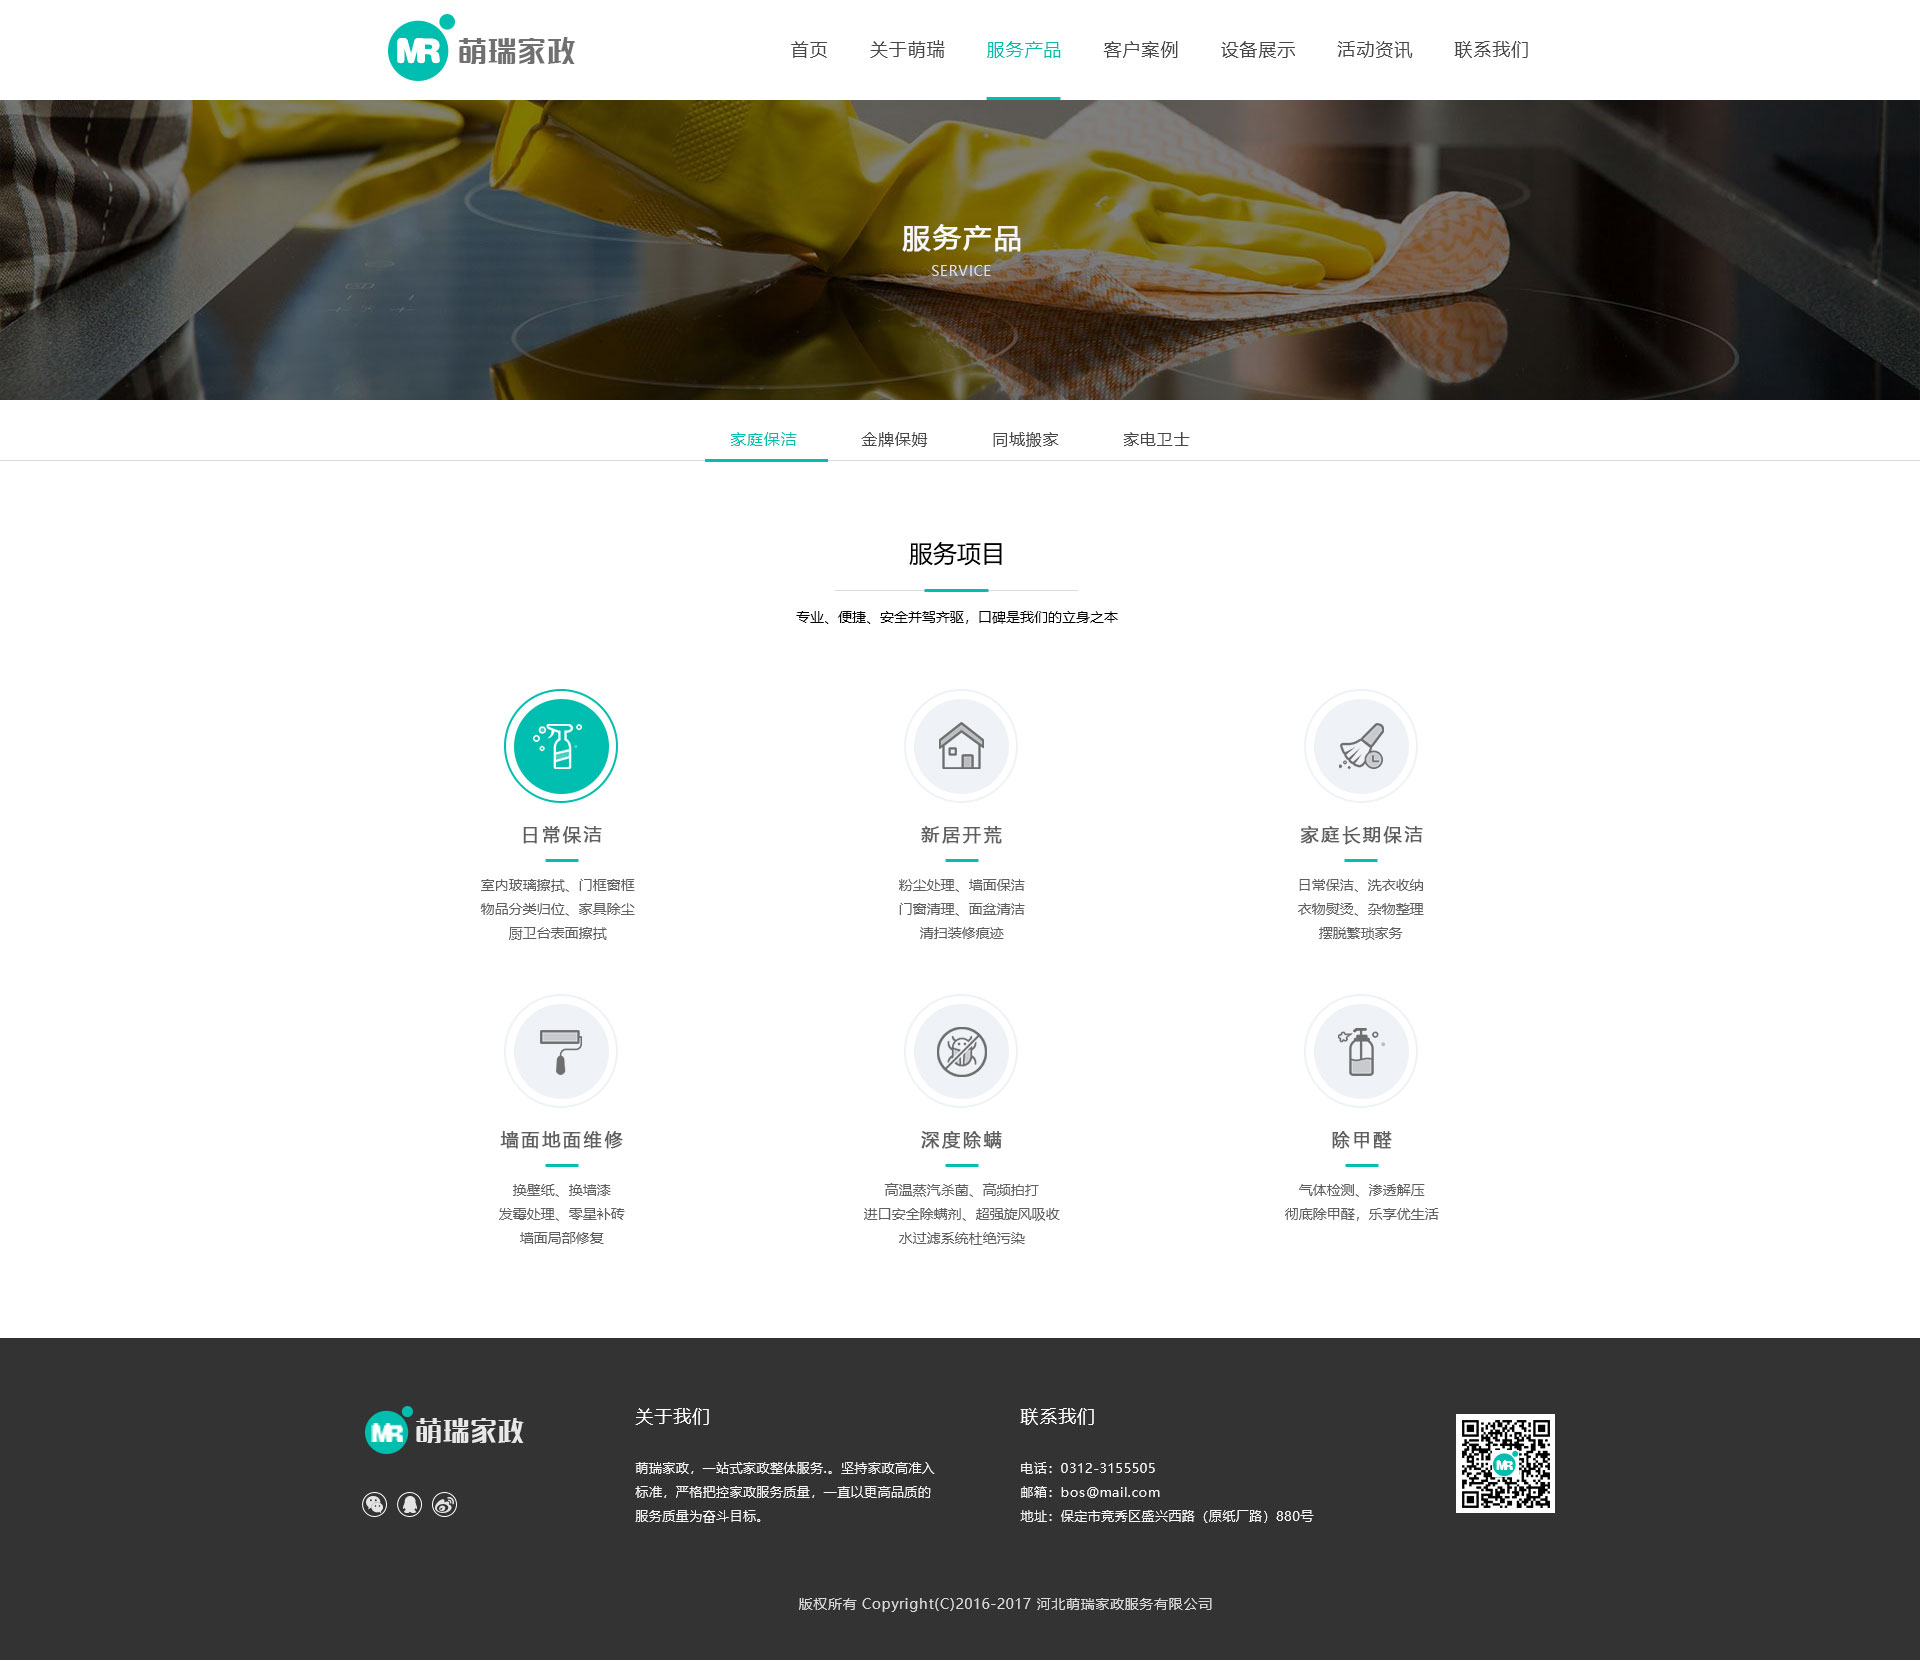 MR 萌瑞家政
首页 关于萌瑞 服务产品 客户案例 设备展示 活动资讯 联系我们
服务产品
SERVICE
家庭保洁 金牌保姆 同城搬家 家电卫士
服务项目
专业、便捷、安全并驾齐驱，口碑是我们的立身之本
日常保洁
室内玻璃擦拭、门框窗框
物品分类归位、家具除尘
厨卫台表面擦拭
新居开荒
粉尘处理、墙面保洁
门窗清理、面盆清洁
清扫装修痕迹
家庭长期保洁
日常保洁、洗衣收纳
衣物熨烫、杂物整理
摆脱繁琐家务
墙面地面维修
换壁纸、换墙漆
发霉处理、零星补砖
墙面局部修复
深度除螨
高温蒸汽杀菌、高频拍打
进口安全除螨剂、超强旋风吸收
水过滤系统杜绝污染
除甲醛
气体检测、渗透解压
彻底除甲醛，乐享优生活
MR 萌瑞家政
关于我们
萌瑞家政，一站式家政整体服务.。坚持家政高准入
标准，严格把控家政服务质量，一直以更高品质的
服务质量为奋斗目标。
联系我们
电话：0312-3155505
邮箱：bos@mail.com
地址：保定市竞秀区盛兴西路（原纸厂路）880号
MR
版权所有 Copyright(C)2016-2017 河北萌瑞家政服务有限公司